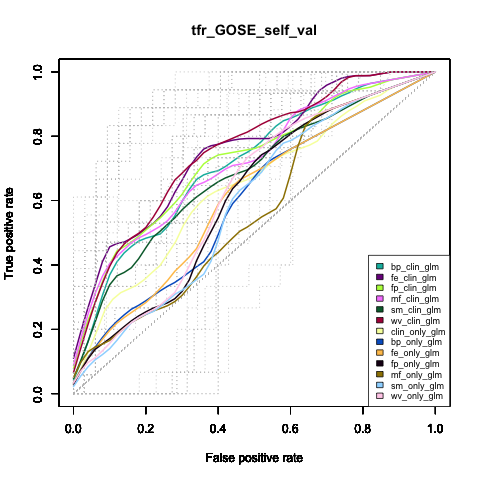 tfr_GOSE_self_val
True positive rate
1.0
0.8
0.6
0.4
0.2
0.0
0.0 0.2 0.4 0.6 0.8 1.0
False positive rate
bp_clin_glm
fe_clin_glm
fp_clin_glm
mf_clin_glm
sm_clin_glm
wv_clin_glm
clin_only_glm
bp_only_glm
fe_only_glm
fp_only_glm
mf_only_glm
sm_only_glm
wv_only_glm